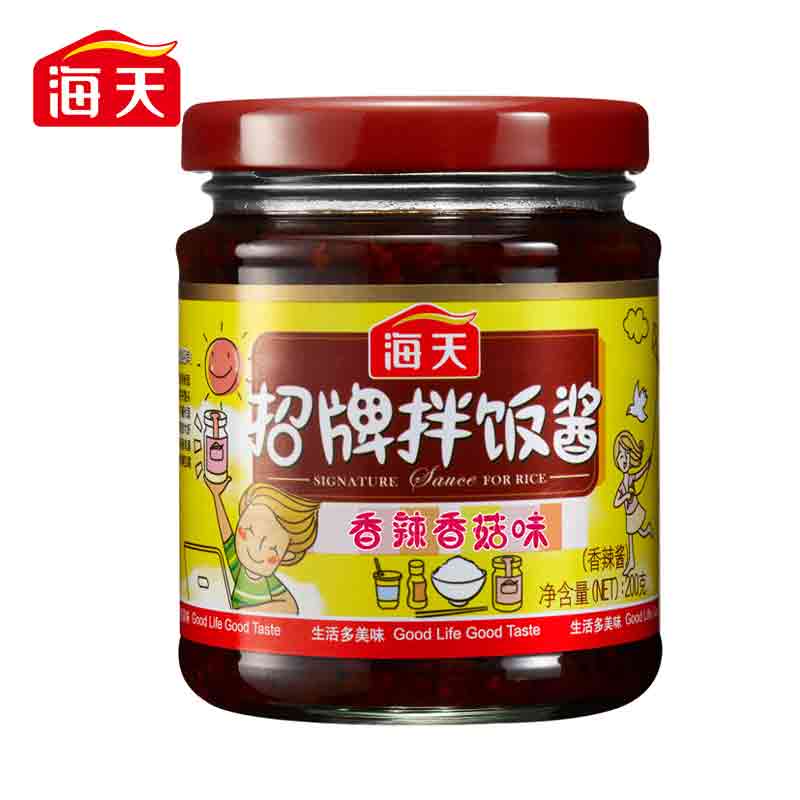 海天
海天
招牌拌饭酱
SIGNATURE Sauce FOR RICE
香辣香菇味
(香辣酱)
净含量(NET):200克
Good Life Good Taste 生活多美味 Good Life Good Taste 生活多美味 Good Life